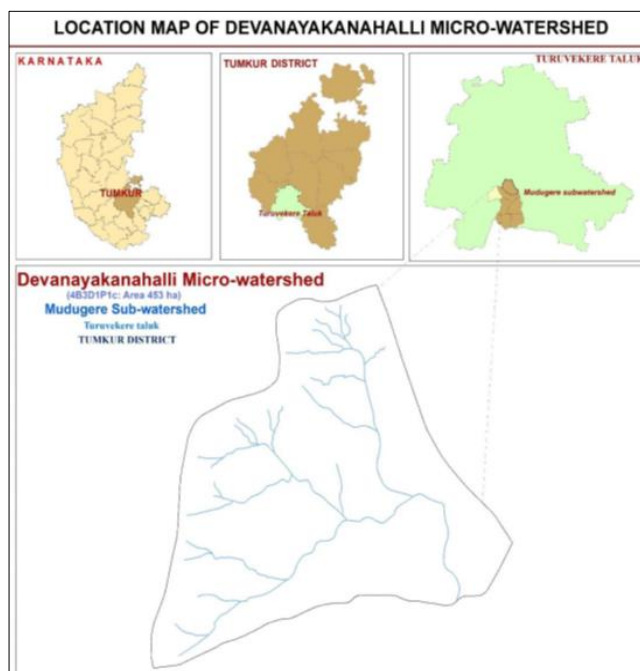 LOCATION MAP OF DEVANAYAKANAHALLI MICRO-WATERSHED
KARNATAKA
TUMKUR
TUMKUR DISTRICT
Turuvekere Taluk
TURUVEKERE TALUK
Mudugere subwatershed
Devanayakanahalli Micro-watershed
(4B3D1P1c: Area 453 ha)
Mudugere Sub-watershed
Turuvekere taluk
TUMKUR DISTRICT